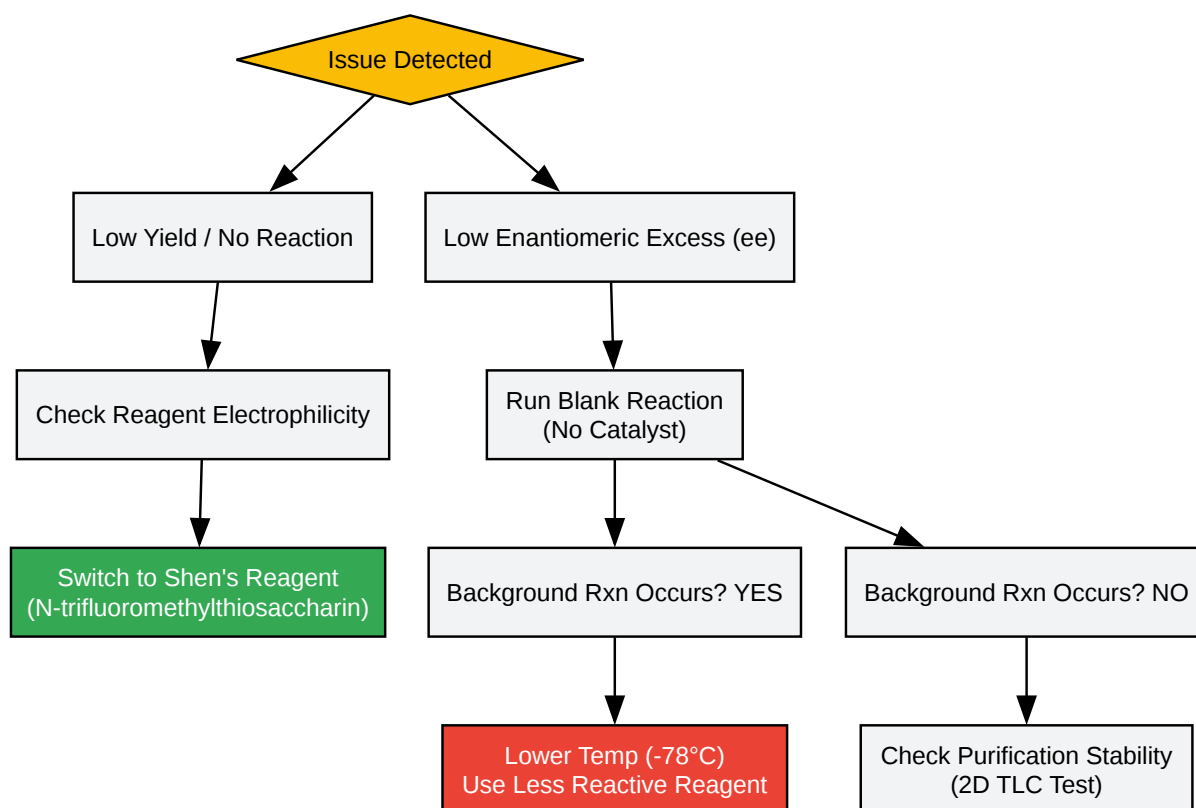 Issue Detected
Low Yield / No Reaction
Low Enantiomeric Excess (ee)
Check Reagent Electrophilicity
Run Blank Reaction
(No Catalyst)
Switch to Shen's Reagent
(N-trifluoromethylthiosaccharin)
Background Rxn Occurs? YES
Background Rxn Occurs? NO
Lower Temp (-78°C)
Use Less Reactive Reagent
Check Purification Stability
(2D TLC Test)